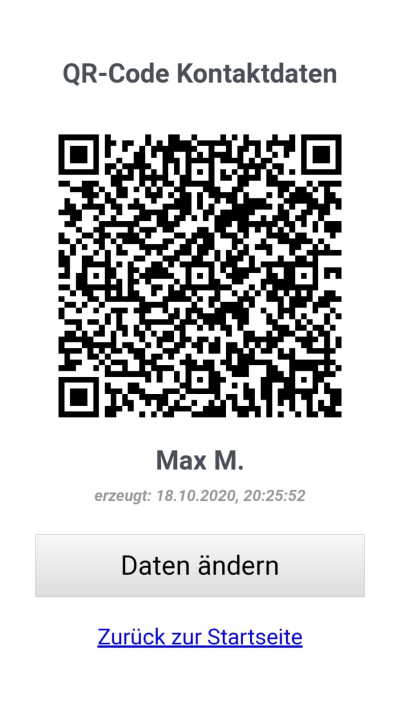 QR-Code Kontaktdaten
Max M.
erzeugt: 18.10.2020, 20:25:52
Daten ändern
Zurück zur Startseite